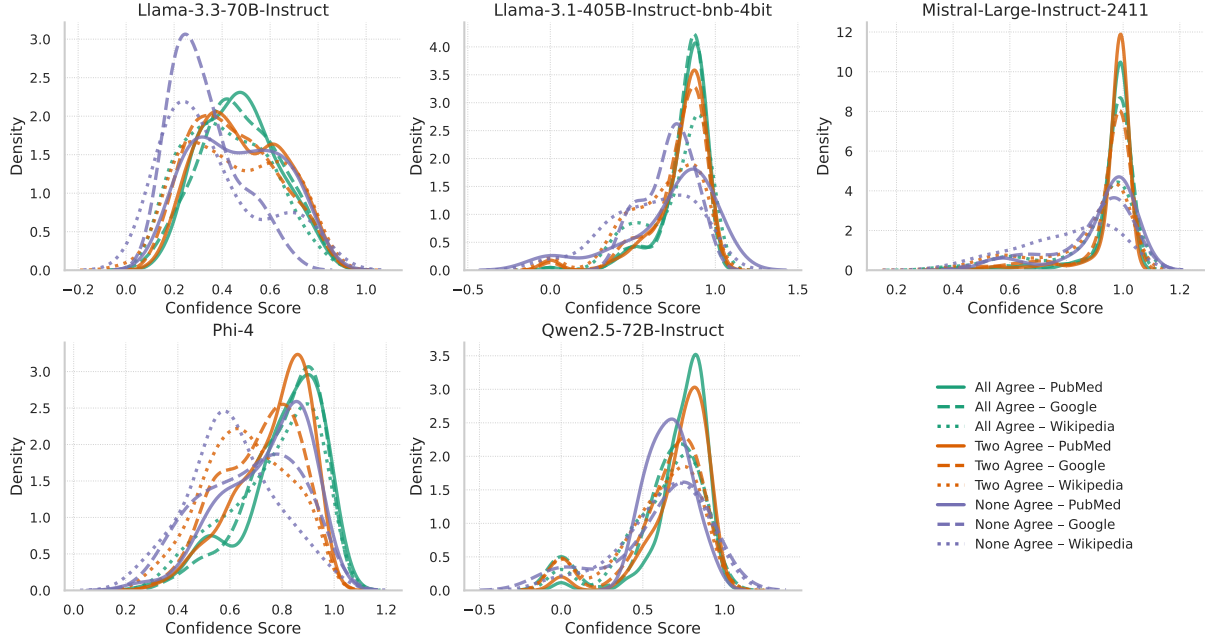 Llama-3.3-70B-Instruct
Density
3.0
2.5
2.0
1.5
1.0
0.5
0.0
−0.2 0.0 0.2 0.4 0.6 0.8 1.0
Confidence Score
Llama-3.1-405B-Instruct-bnb-4bit
Density
4.0
3.5
3.0
2.5
2.0
1.5
1.0
0.5
0.0
−0.5 0.0 0.5 1.0 1.5
Confidence Score
Mistral-Large-Instruct-2411
Density
12
10
8
6
4
2
0
0.2 0.4 0.6 0.8 1.0 1.2
Confidence Score
Phi-4
Density
3.0
2.5
2.0
1.5
1.0
0.5
0.0
0.0 0.2 0.4 0.6 0.8 1.0 1.2
Confidence Score
Qwen2.5-72B-Instruct
Density
3.5
3.0
2.5
2.0
1.5
1.0
0.5
0.0
−0.5 0.0 0.5 1.0
Confidence Score
All Agree – PubMed
All Agree – Google
All Agree – Wikipedia
Two Agree – PubMed
Two Agree – Google
Two Agree – Wikipedia
None Agree – PubMed
None Agree – Google
None Agree – Wikipedia